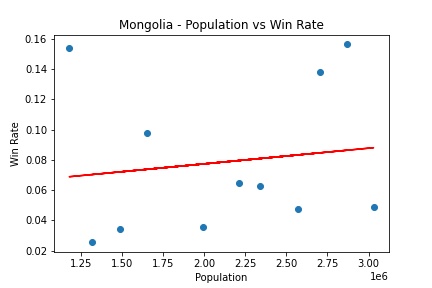 Mongolia - Population vs Win Rate
0.16
0.14
0.12
0.10
0.08
0.06
0.04
0.02
Win Rate
1.25 1.50 1.75 2.00 2.25 2.50 2.75 3.00
1e6
Population